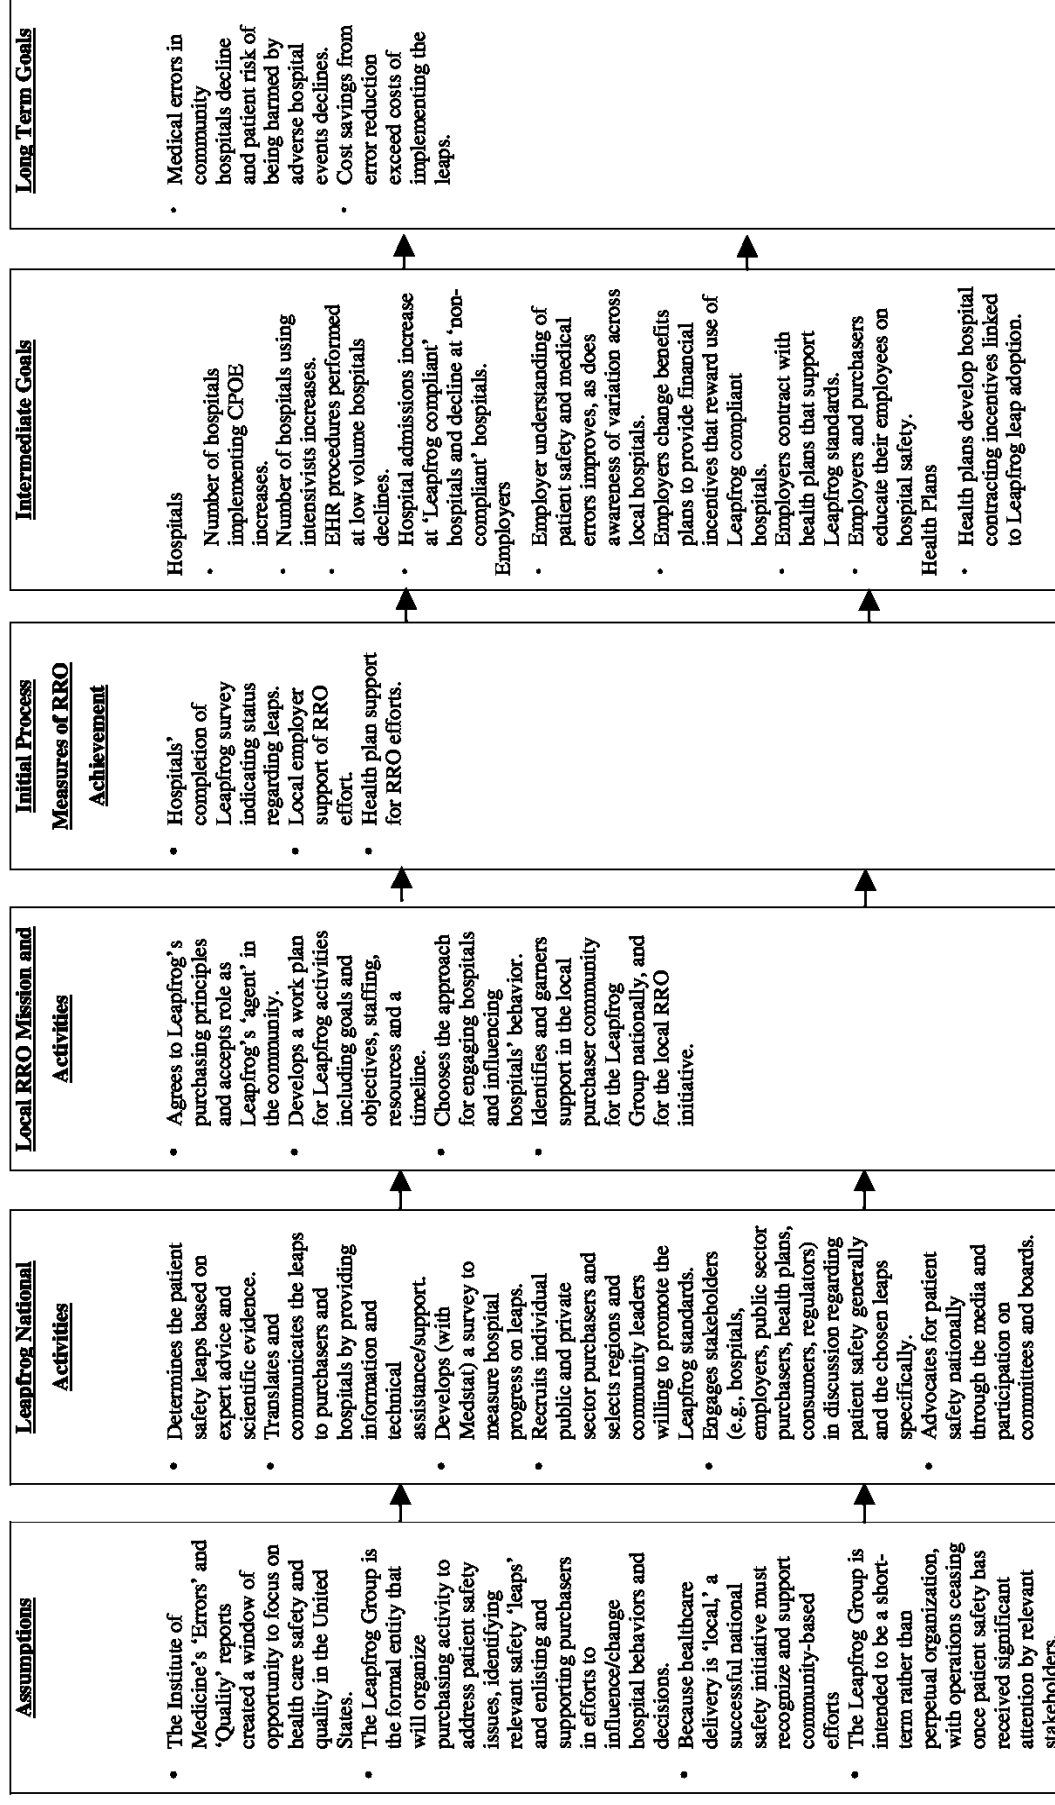 Assumptions
• The Institute of
Medicine's 'Errors' and
'Quality' reports
created a window of
opportunity to focus on
health care safety and
quality in the United
States.
• The Leapfrog Group is
the formal entity that
will organize
purchasing activity to
address patient safety
issues, identifying
relevant safety 'leaps'
and enlisting and
supporting purchasers
in efforts to
influence/change
hospital behaviors and
decisions.
• Because healthcare
delivery is 'local,' a
successful national
safety initiative must
recognize and support
community-based
efforts
• The Leapfrog Group is
intended to be a short-
term rather than
perpetual organization,
with operations ceasing
once patient safety has
received significant
attention by relevant
stakeholders.
Leapfrog National
Activities
• Determines the patient
safety leaps based on
expert advice and
scientific evidence.
• Translates and
communicates the leaps
to purchasers and
hospitals by providing
information and
technical
assistance/support.
• Develops (with
Medstat) a survey to
measure hospital
progress on leaps.
• Recruits individual
public and private
sector purchasers and
selects regions and
community leaders
willing to promote the
Leapfrog standards.
• Engages stakeholders
(e.g., hospitals,
employers, public sector
purchasers, health plans,
consumers, regulators)
in discussion regarding
patient safety generally
and the chosen leaps
specifically.
• Advocates for patient
safety nationally
through the media and
participation on
committees and boards.
Local RRO Mission and
Activities
• Agrees to Leapfrog's
purchasing principles
and accepts role as
Leapfrog's 'agent' in
the community.
• Develops a work plan
for Leapfrog activities
including goals and
objectives, staffing,
resources and a
timeline.
• Chooses the approach
for engaging hospitals
and influencing
hospitals' behavior.
• Identifies and garners
support in the local
purchaser community
for the Leapfrog
Group nationally, and
for the local RRO
initiative.
Initial Process
Measures of RRO
Achievement
• Hospitals'
completion of
Leapfrog survey
indicating status
regarding leaps.
• Local employer
support of RRO
effort.
• Health plan support
for RRO efforts.
Intermediate Goals
Hospitals
• Number of hospitals
implementing CPOE
increases.
• Number of hospitals using
intensivists increases.
• EHR procedures performed
at low volume hospitals
declines.
• Hospital admissions increase
at 'Leapfrog compliant'
hospitals and decline at 'non-
compliant' hospitals.
Employers
• Employer understanding of
patient safety and medical
errors improves, as does
awareness of variation across
local hospitals.
• Employers change benefits
plans to provide financial
incentives that reward use of
Leapfrog compliant
hospitals.
• Employers contract with
health plans that support
Leapfrog standards.
• Employers and purchasers
educate their employees on
hospital safety.
Health Plans
• Health plans develop hospital
contracting incentives linked
to Leapfrog leap adoption.
Long Term Goals
• Medical errors in
community
hospitals decline
and patient risk of
being harmed by
adverse hospital
events declines.
• Cost savings from
error reduction
exceed costs of
implementing the
leaps.